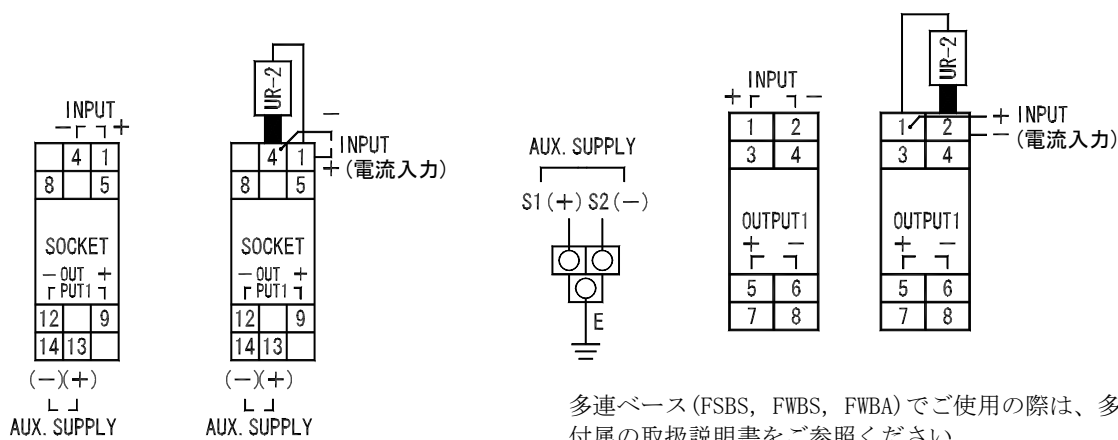 INPUT
− +
4 1
8 5
SOCKET
− OUT +
PUT1
12 9
14 13
(−)(+)
AUX. SUPPLY
UR-2
−
INPUT
+(電流入力)
4 1
8 5
SOCKET
− OUT +
PUT1
12 9
14 13
(−)(+)
AUX. SUPPLY
AUX. SUPPLY
S1(+) S2(−)
E
INPUT
+ −
1 2
3 4
OUTPUT1
+ −
5 6
7 8
UR-2
+ INPUT
− (電流入力)
1 2
3 4
OUTPUT1
+ −
5 6
7 8
多連ベース(FSBS, FWBS, FWBA)でご使用の際は、多
付属の取扱説明書をご参照ください